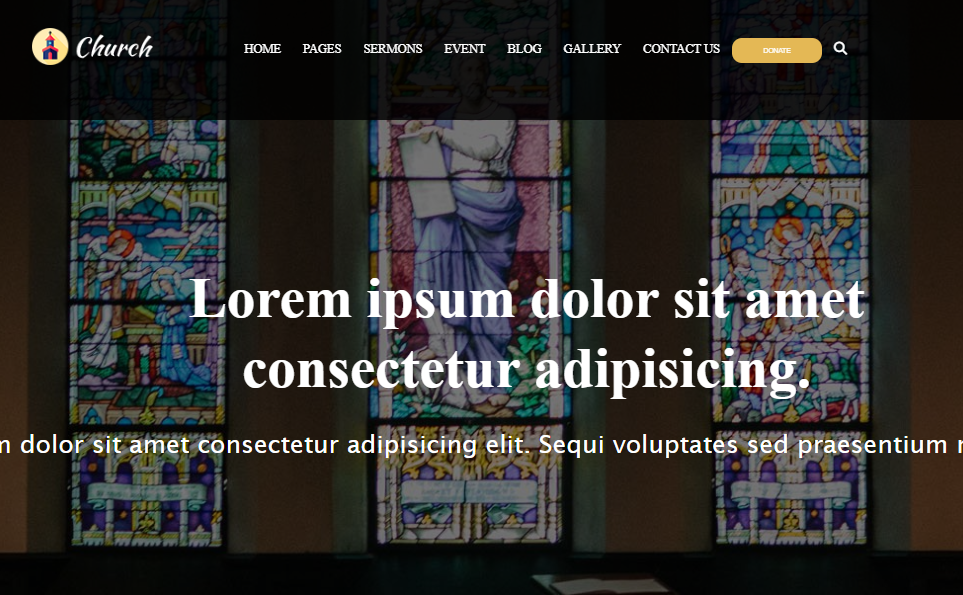 Church
HOME PAGES SERMONS EVENT BLOG GALLERY CONTACT US DONATE
Lorem ipsum dolor sit amet
consectetur adipisicing.
dolor sit amet consectetur adipisicing elit. Sequi voluptates sed praesentium